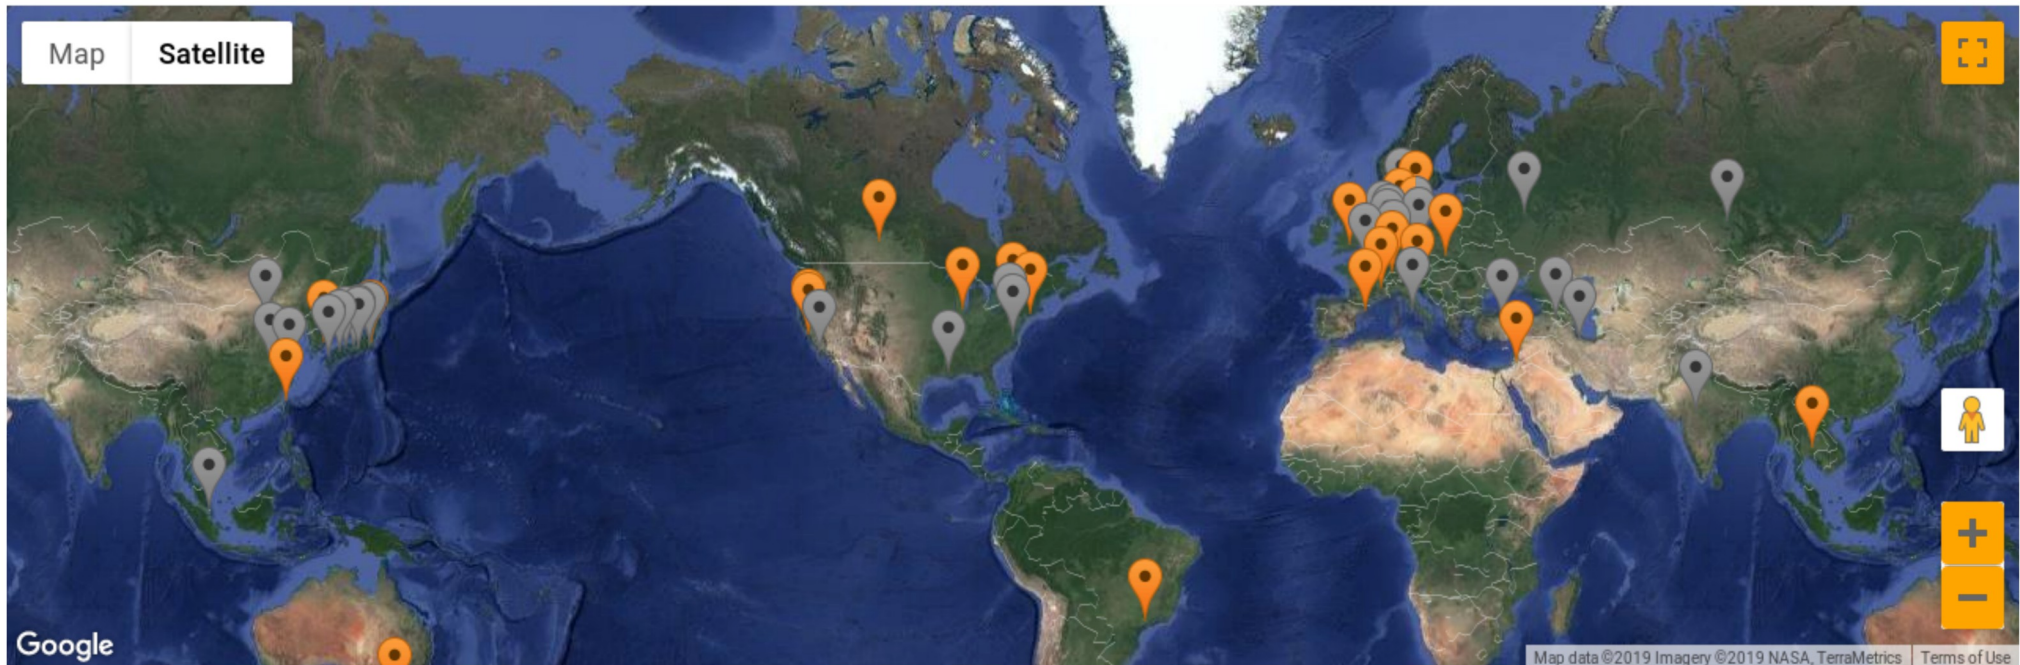 Map Satellite
Google
Map data ©2019 Imagery ©2019 NASA, TerraMetrics Terms of Use